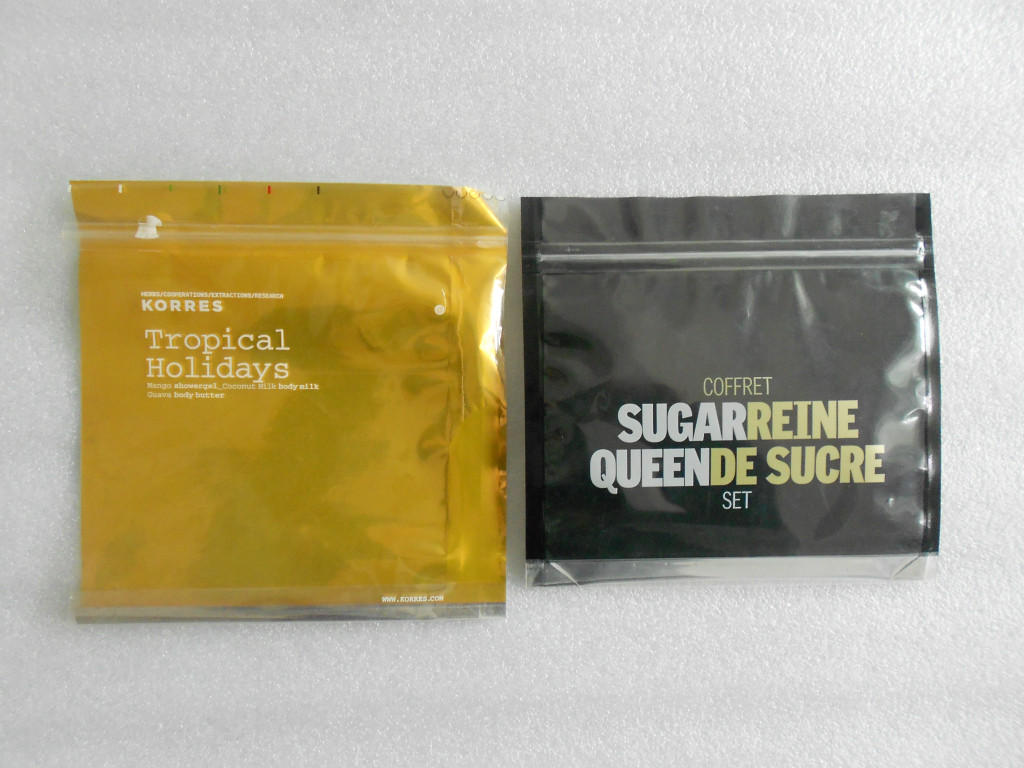 HERBS/COOPERATIONS/EXTRACTIONS/RESEARCH
KORRES
Tropical
Holidays
Mango showergel_Coconut Milk body milk
Guava body butter
WWW.KORRES.COM
COFFRET
SUGARREINE
QUEENDE SUCRE
SET